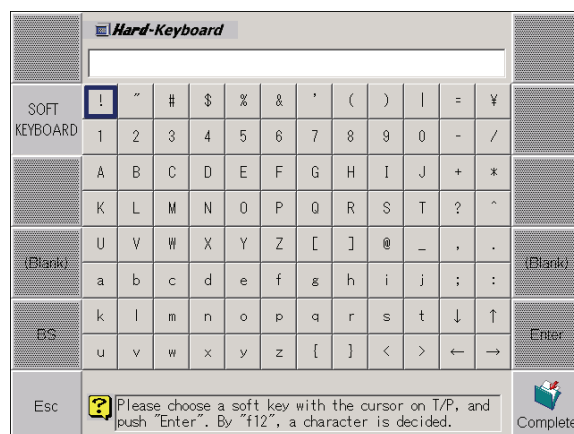 Hard-Keyboard
SOFT
KEYBOARD
! ˝ # $ % & ’ ( ) | = ¥
1 2 3 4 5 6 7 8 9 0 - /
A B C D E F G H I J + *
K L M N O P Q R S T ? ^
U V W X Y Z [ ] @ _ , .
(Blank)
(Blank)
a b c d e f g h i j ; :
k l m n o p q r s t ↓ ↑
BS
Enter
u v w x y z { } < > ← →
Esc
? Please choose a soft key with the cursor on T/P, and
push ˝Enter˝. By ˝f12˝, a character is decided.
Complete